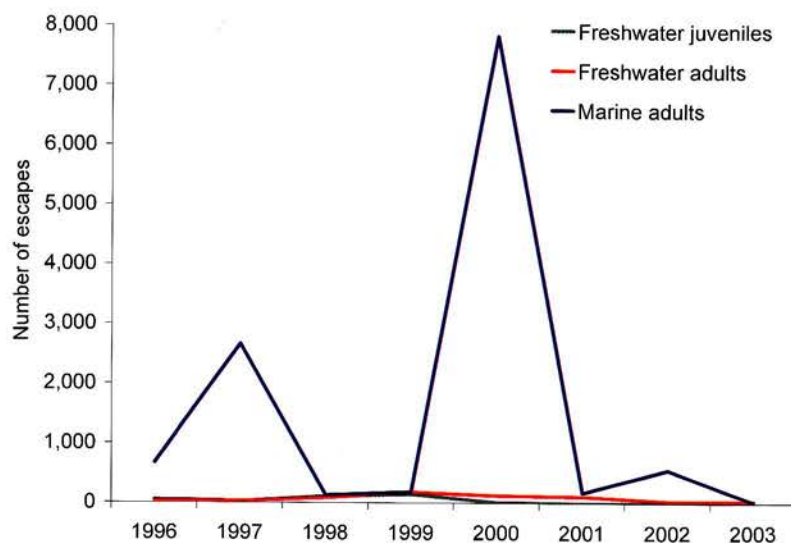 8,000
7,000
6,000
5,000
4,000
3,000
2,000
1,000
0
Number of escapes
Freshwater juveniles
Freshwater adults
Marine adults
1996 1997 1998 1999 2000 2001 2002 2003